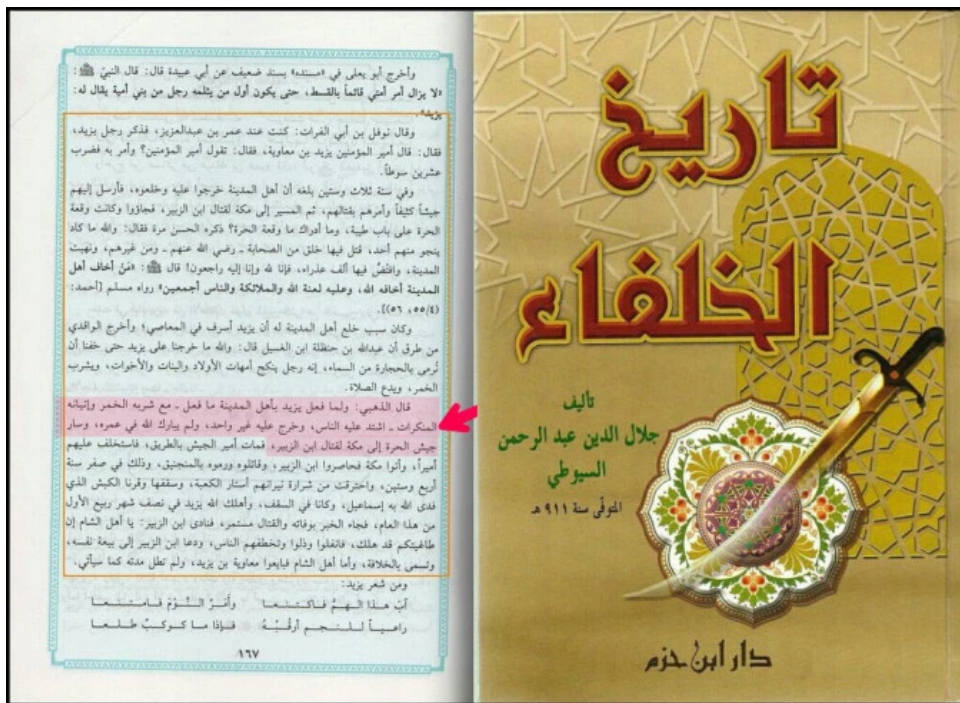 وأخرج أبو يعلى في «مسنده» بسند ضعيف عن أبي عبيدة قال: قال النبيّ ﷺ:
«لا يزال أمر أمتي قائماً بالقسط، حتى يكون أول من يثلمه رجل من بني أمية يقال له:
يزيد».
وقال نوفل بن أبي الفرات: كنت عند عمر بن عبدالعزيز، فذكر رجل يزيد،
فقال: قال أمير المؤمنين يزيد بن معاوية، فقال: تقول أمير المؤمنين؟ وأمر به فضرب
عشرين سوطاً.
وفي سنة ثلاث وستين بلغه أن أهل المدينة خرجوا عليه وخلعوه، فأرسل إليهم
جيشاً كثيفاً وأمرهم بقتالهم، ثم المسير إلى مكة لقتال ابن الزبير، فجاؤوا وكانت وقعة
الحرة على باب طيبة، وما أدراك ما وقعة الحرة؟ ذكره الحسن مرة فقال: والله ما كاد
ينجو منهم أحد، قتل فيها خلق من الصحابة ـ رضي الله عنهم ـ ومن غيرهم، ونهبت
المدينة، وافتُضَّ فيها ألف عذراء، فإنا لله وإنا إليه راجعون! قال ﷺ: «مَنْ أخاف أهل
المدينة أخافه الله، وعليه لعنة الله والملائكة والناس أجمعين» رواه مسلم [أحمد:
(٤/٥٥، ٥٦)].
وكان سبب خلع أهل المدينة له أن يزيد أسرف في المعاصي، وأخرج الواقدي
من طرق أن عبدالله بن حنظلة ابن الغسيل قال: والله ما خرجنا على يزيد حتى خفنا أن
نُرمى بالحجارة من السماء، إنه رجل ينكح أمهات الأولاد والبنات والأخوات، ويشرب
الخمر، ويدع الصلاة.
قال الذهبي: ولما فعل يزيد بأهل المدينة ما فعل ـ مع شربه الخمر وإتيانه
المنكرات ـ اشتد عليه الناس، وخرج عليه غير واحد، ولم يبارك الله في عمره، وسار
جيش الحرة إلى مكة لقتال ابن الزبير، فمات أمير الجيش بالطريق، فاستخلف عليهم
أميراً، وأتوا مكة فحاصروا ابن الزبير، وقاتلوه ورموه بالمنجنيق، وذلك في صفر سنة
أربع وستين، واحترقت من شرارة نيرانهم أستار الكعبة، وسقفها وقرنا الكبش الذي
فدى الله به إسماعيل، وكانا في السقف، وأهلك الله يزيد في نصف شهر ربيع الأول
من هذا العام، فجاء الخبر بوفاته والقتال مستمر، فنادى ابن الزبير: يا أهل الشام إن
طاغيتكم قد هلك، فانفلوا وذلوا وتخطفهم الناس، ودعا ابن الزبير إلى بيعة نفسه،
وتسمى بالخلافة، وأما أهل الشام فبايعوا معاوية بن يزيد، ولم تطل مدته كما سيأتي.
ومن شعر يزيد:
آبَ هذا الهمُّ فاكتنعا وأمَرَّ النَّوْمَ فامتنعا
راعياً للنجم أرقُبُهُ فإذا ما كوكبٌ طلعا
١٦٧
تاريخ
الخلفاء
تأليف
جلال الدين عبد الرحمن
السيوطي
المتوفّى سنة ٩١١ هـ
دار ابن حزم